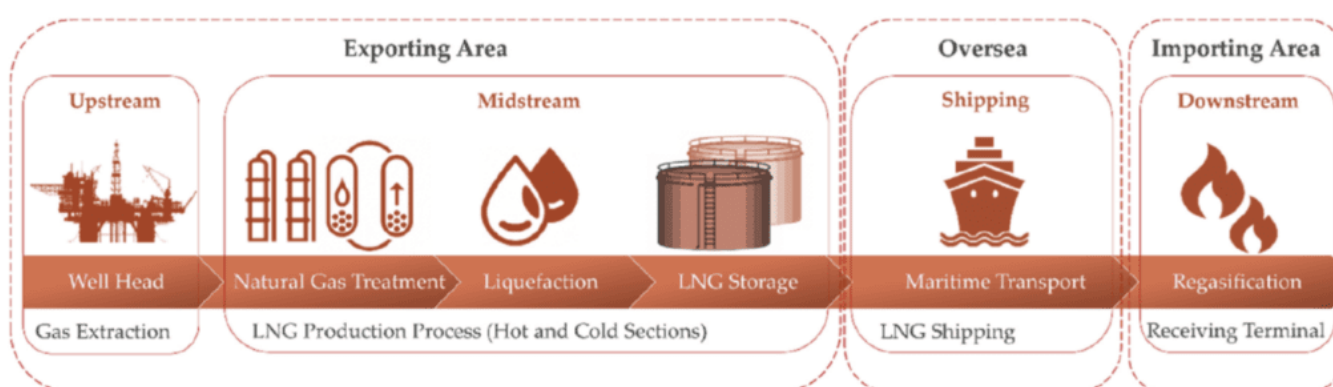 Exporting Area
Oversea
Importing Area
Upstream
Midstream
Shipping
Downstream
Well Head
Natural Gas Treatment
Liquefaction
LNG Storage
Maritime Transport
Regasification
Gas Extraction
LNG Production Process (Hot and Cold Sections)
LNG Shipping
Receiving Terminal /